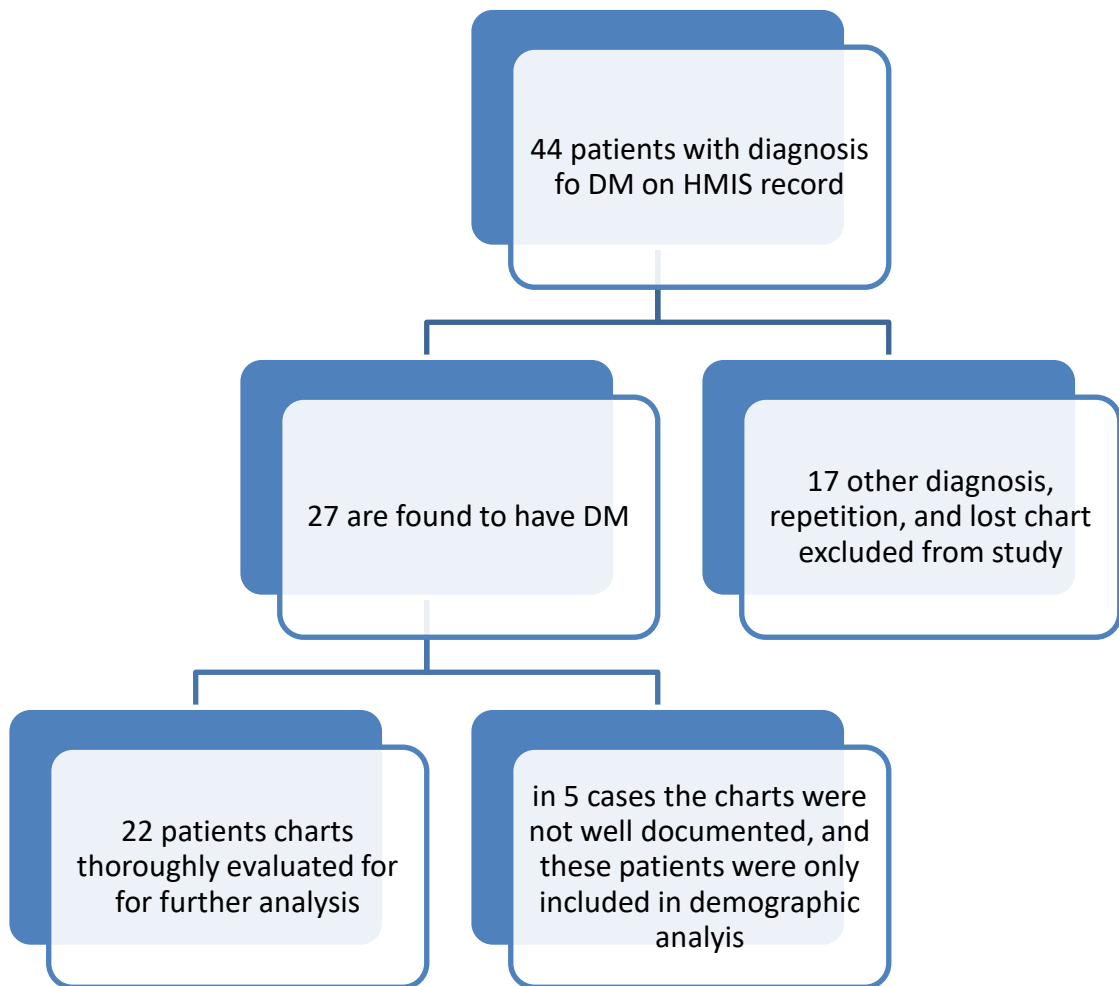 44 patients with diagnosis
fo DM on HMIS record
27 are found to have DM
17 other diagnosis,
repetition, and lost chart
excluded from study
22 patients charts
thoroughly evaluated for
for further analysis
in 5 cases the charts were
not well documented, and
these patients were only
included in demographic
analyis